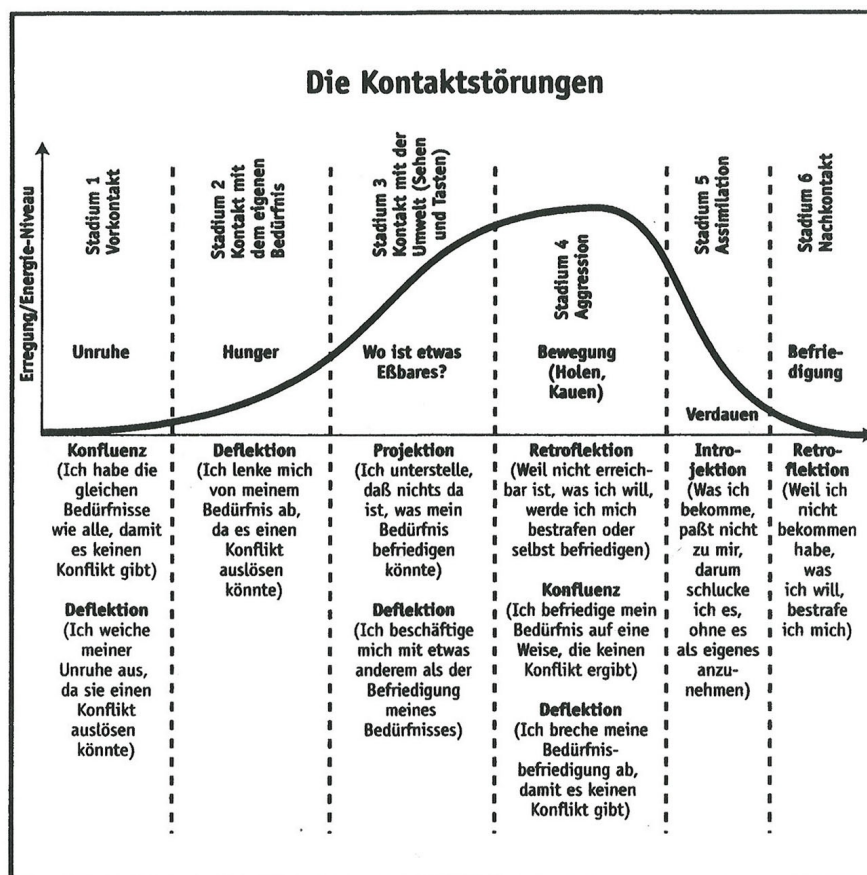 Die Kontaktstörungen
Erregung/Energie-Niveau
Stadium 1
Vorkontakt
Stadium 2
Kontakt mit
dem eigenen
Bedürfnis
Stadium 3
Kontakt mit der
Umwelt (Sehen
und Tasten)
Stadium 4
Aggression
Stadium 5
Assimilation
Stadium 6
Nachkontakt
Unruhe
Hunger
Wo ist etwas
Eßbares?
Bewegung
(Holen,
Kauen)
Verdauen
Befrie-
digung
Konfluenz
(Ich habe die
gleichen
Bedürfnisse
wie alle, damit
es keinen
Konflikt gibt)
Deflektion
(Ich weiche
meiner
Unruhe aus,
da sie einen
Konflikt
auslösen
könnte)
Deflektion
(Ich lenke mich
von meinem
Bedürfnis ab,
da es einen
Konflikt
auslösen
könnte)
Projektion
(Ich unterstelle,
daß nichts da
ist, was mein
Bedürfnis
befriedigen
könnte)
Deflektion
(Ich beschäftige
mich mit etwas
anderem als der
Befriedigung
meines
Bedürfnisses)
Retroflektion
(Weil nicht erreich-
bar ist, was ich will,
werde ich mich
bestrafen oder
selbst befriedigen)
Konfluenz
(Ich befriedige mein
Bedürfnis auf eine
Weise, die keinen
Konflikt ergibt)
Deflektion
(Ich breche meine
Bedürfnis-
befriedigung ab,
damit es keinen
Konflikt gibt)
Intro-
jektion
(Was ich
bekomme,
paßt nicht
zu mir,
darum
schlucke
ich es,
ohne es
als eigenes
anzu-
nehmen)
Retro-
flektion
(Weil ich
nicht
bekommen
habe,
was
ich will,
bestrafe
ich mich)